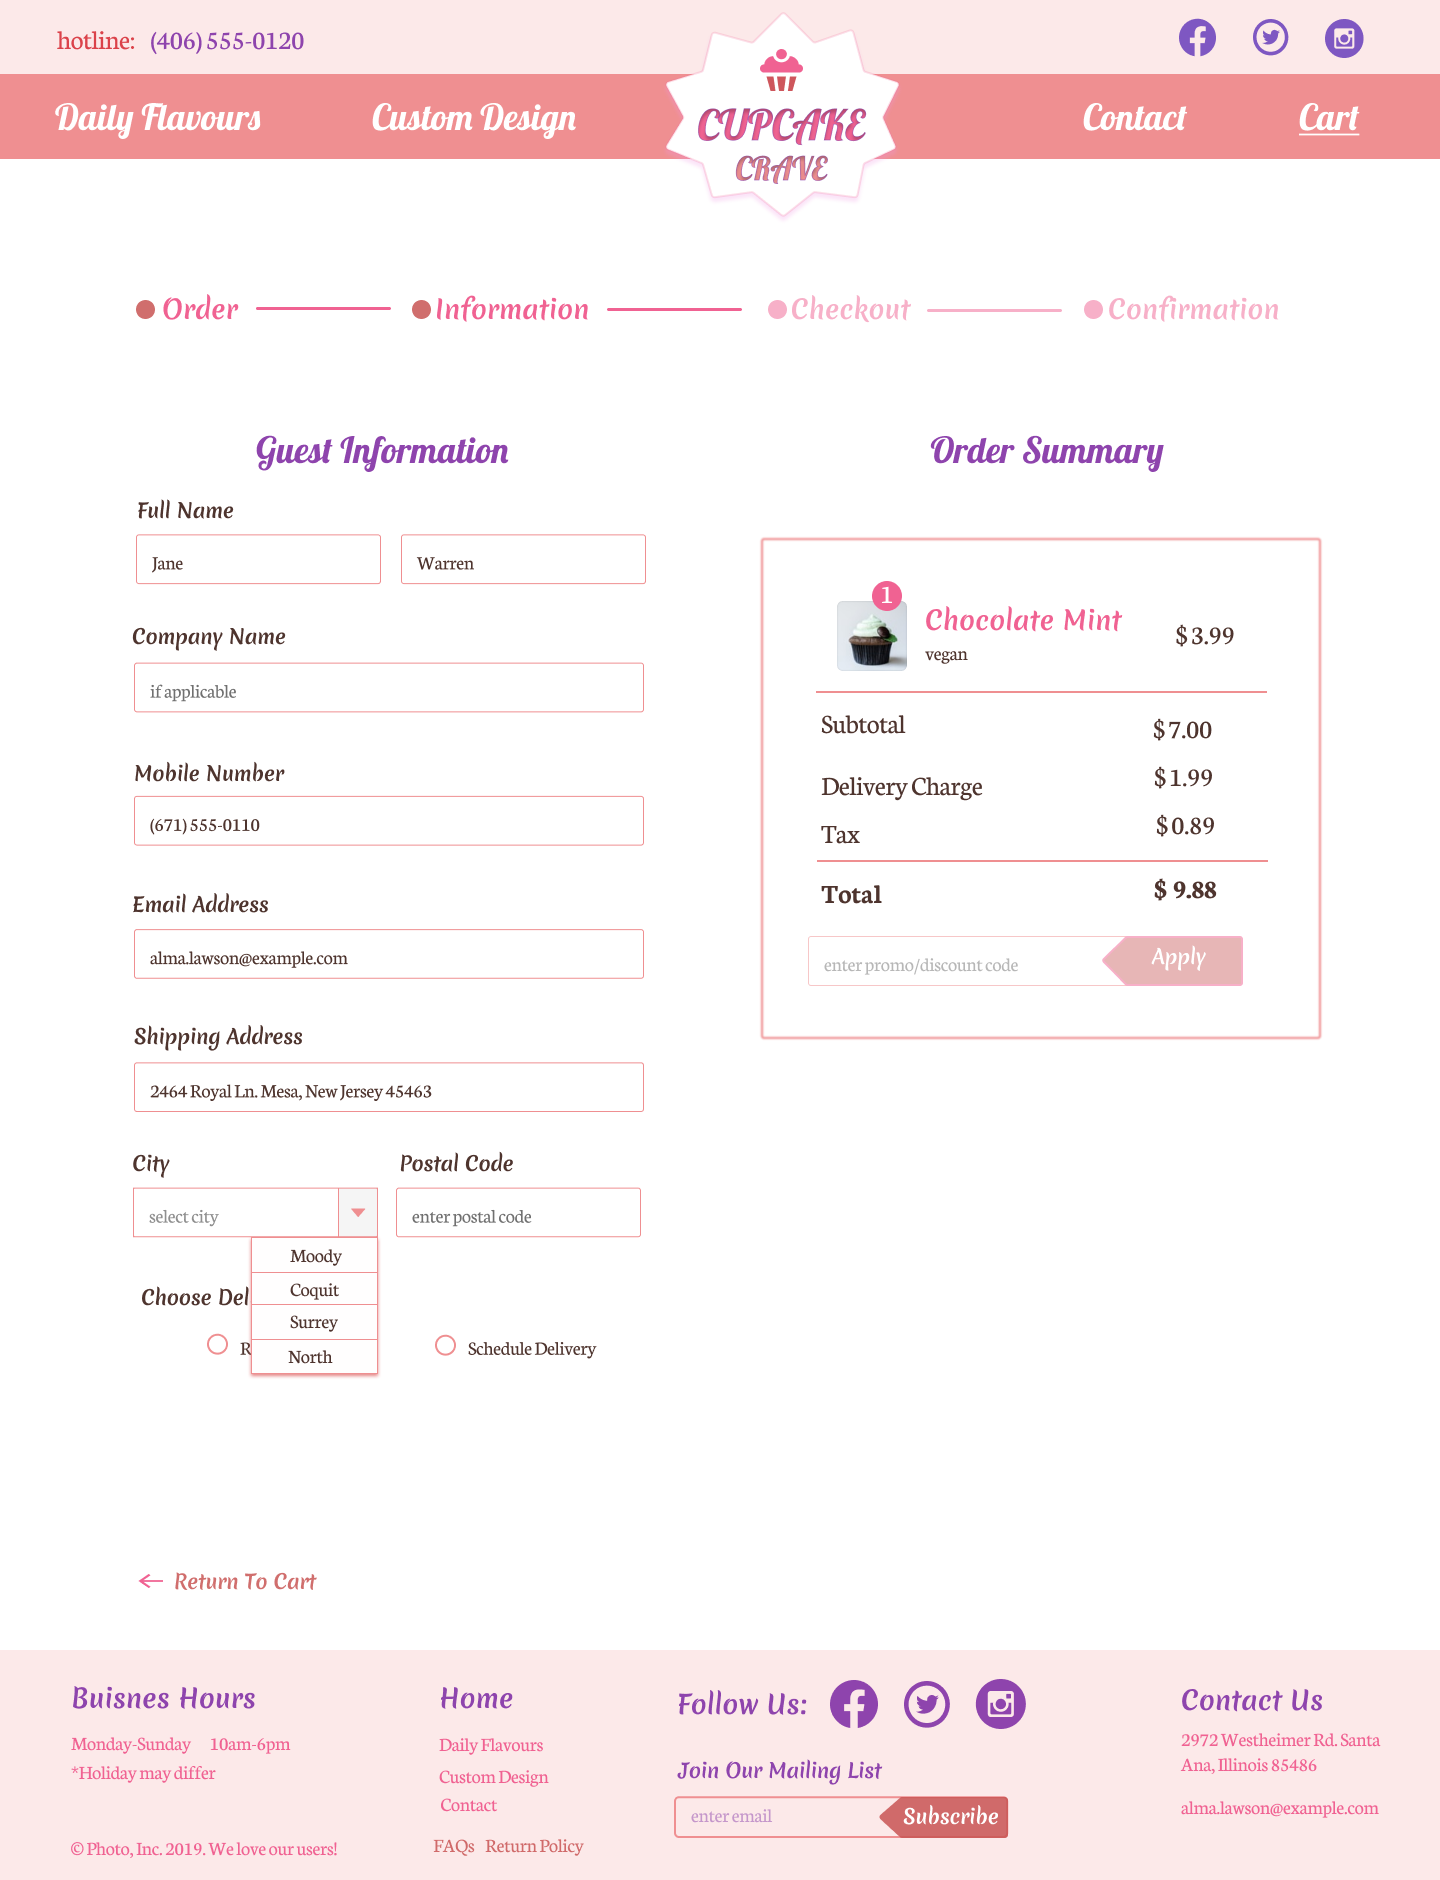 hotline: (406) 555-0120
Daily Flavours Custom Design CUPCAKE CRAVE Contact Cart
Order Information Checkout Confirmation
Guest Information
Full Name
Jane Warren
Company Name
if applicable
Mobile Number
(671) 555-0110
Email Address
alma.lawson@example.com
Shipping Address
2464 Royal Ln. Mesa, New Jersey 45463
City Postal Code
select city enter postal code
Moody
Coquit
Surrey
North
Choose Del
R Schedule Delivery
Return To Cart
Order Summary
1
Chocolate Mint $ 3.99
vegan
Subtotal $ 7.00
Delivery Charge $ 1.99
Tax $ 0.89
Total $ 9.88
enter promo/discount code Apply
Buisnes Hours
Monday-Sunday 10am-6pm
*Holiday may differ
© Photo, Inc. 2019. We love our users!
Home
Daily Flavours
Custom Design
Contact
FAQs Return Policy
Follow Us:
Join Our Mailing List
enter email Subscribe
Contact Us
2972 Westheimer Rd. Santa
Ana, Illinois 85486
alma.lawson@example.com